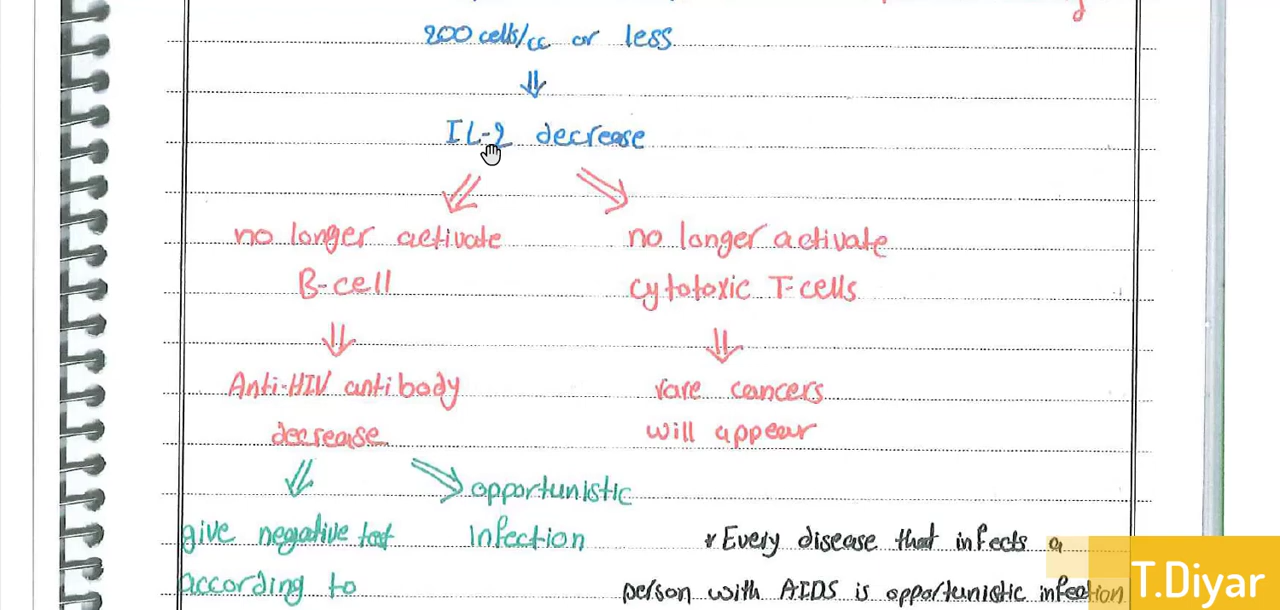 200 cells/cc or less
IL-2 decrease
no longer activate
B-cell
no longer activate
cytotoxic T-cells
Anti-HIV antibody
decrease
rare cancers
will appear
give negative test
according to
opportunistic
infection
* Every disease that infects a
person with AIDS is opportunistic infection
T.Diyar